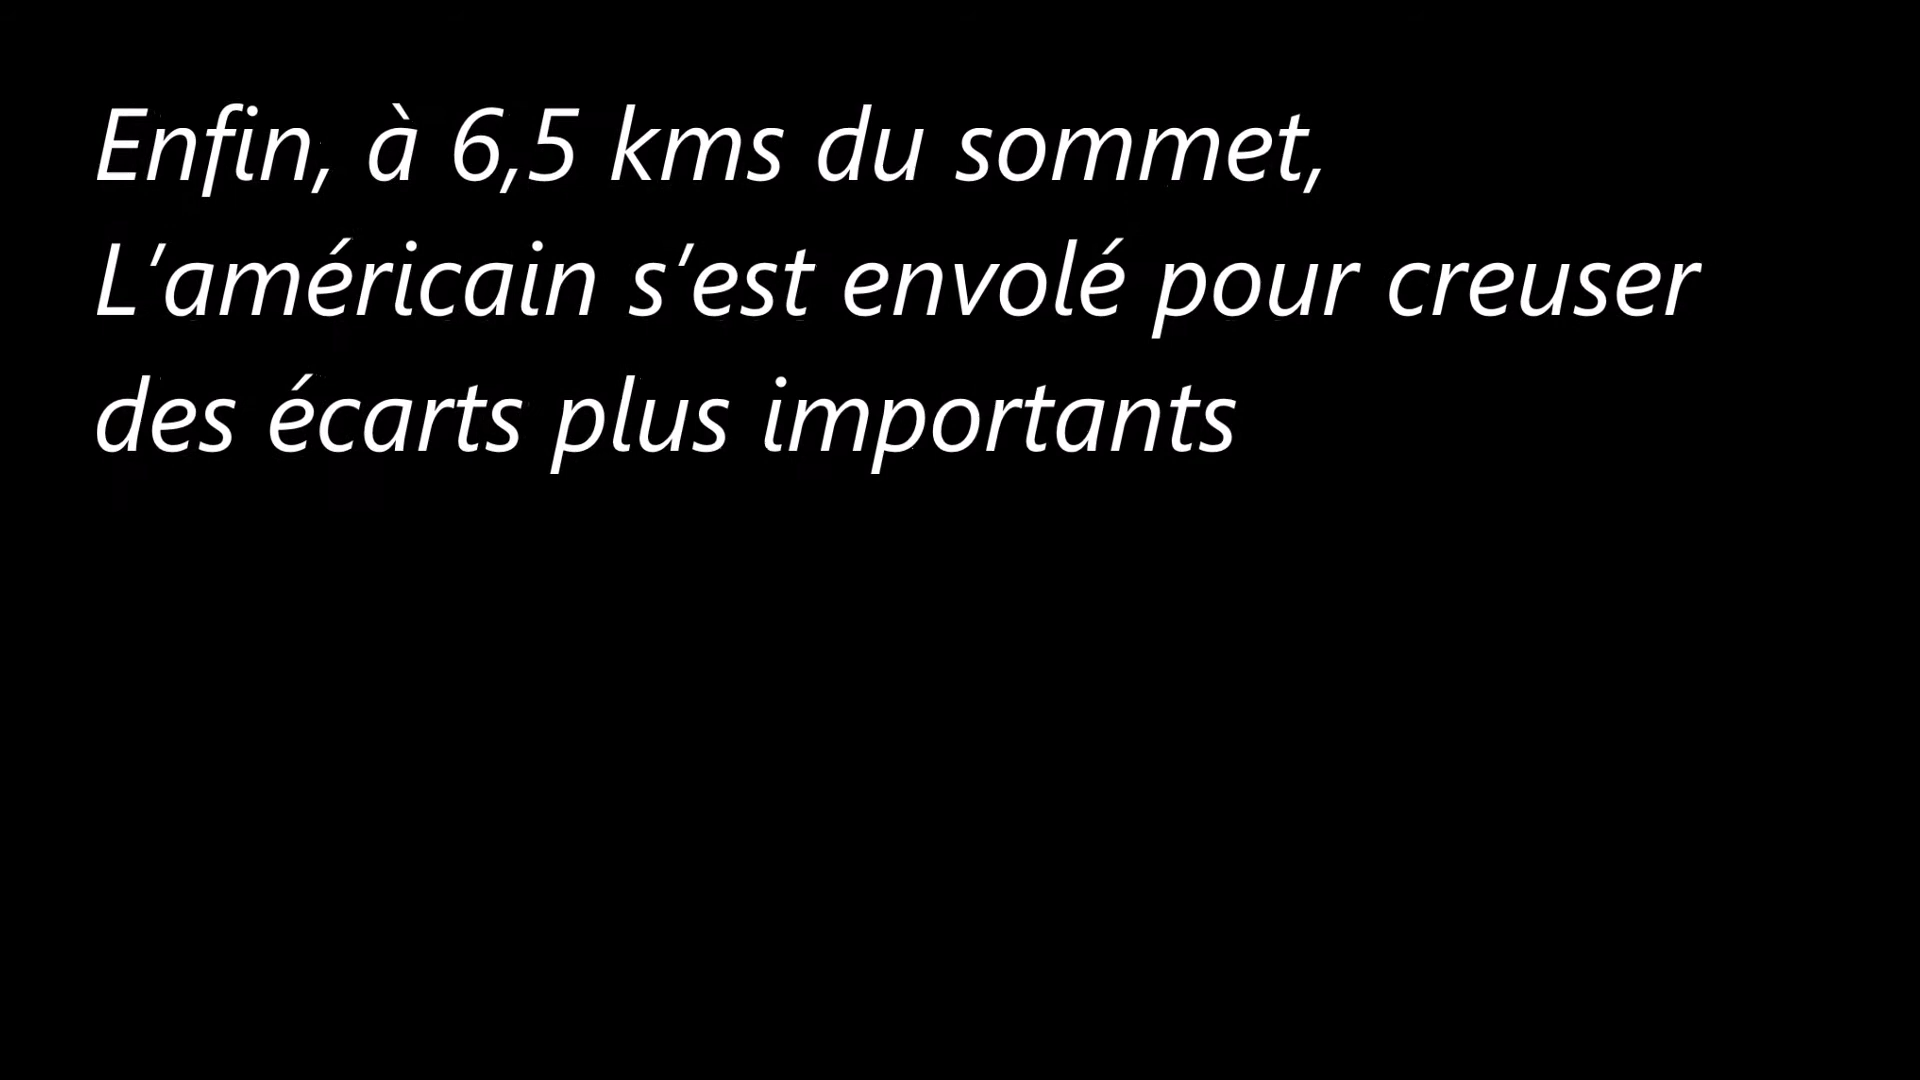 Enfin, à 6,5 kms du sommet,
L'américain s'est envolé pour creuser
des écarts plus importants